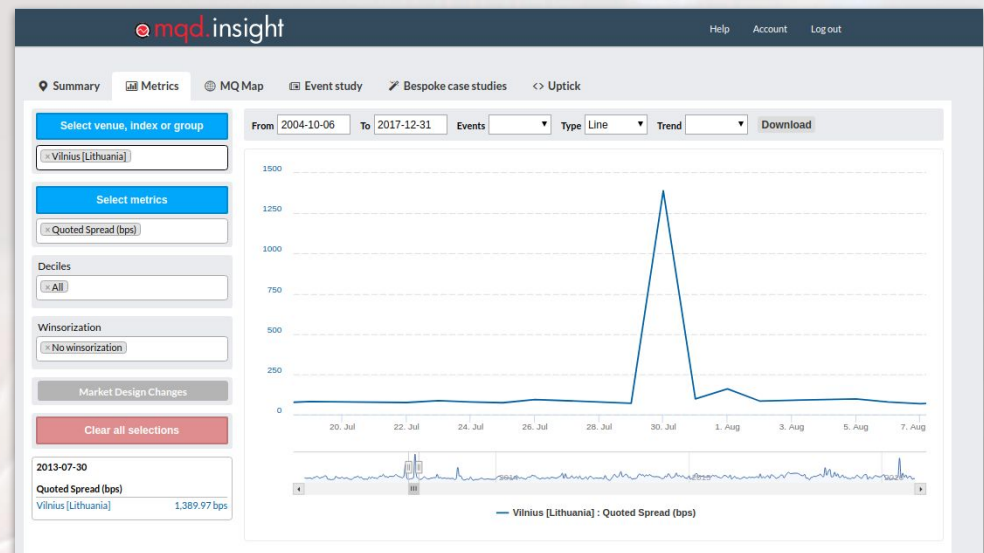 mqd.insight
Help Account Log out
Summary Metrics MQ Map Event study Bespoke case studies <> Uptick
Select venue, index or group
× Vilnius [Lithuania]
Select metrics
× Quoted Spread (bps)
Deciles
× All
Winsorization
× No winsorization
Market Design Changes
Clear all selections
2013-07-30
Quoted Spread (bps)
Vilnius [Lithuania] 1,389.97 bps
From 2004-10-06 To 2017-12-31 Events Type Line Trend Download
1500
1250
1000
750
500
250
0
20. Jul 22. Jul 24. Jul 26. Jul 28. Jul 30. Jul 1. Aug 3. Aug 5. Aug 7. Aug
Vilnius [Lithuania] : Quoted Spread (bps)